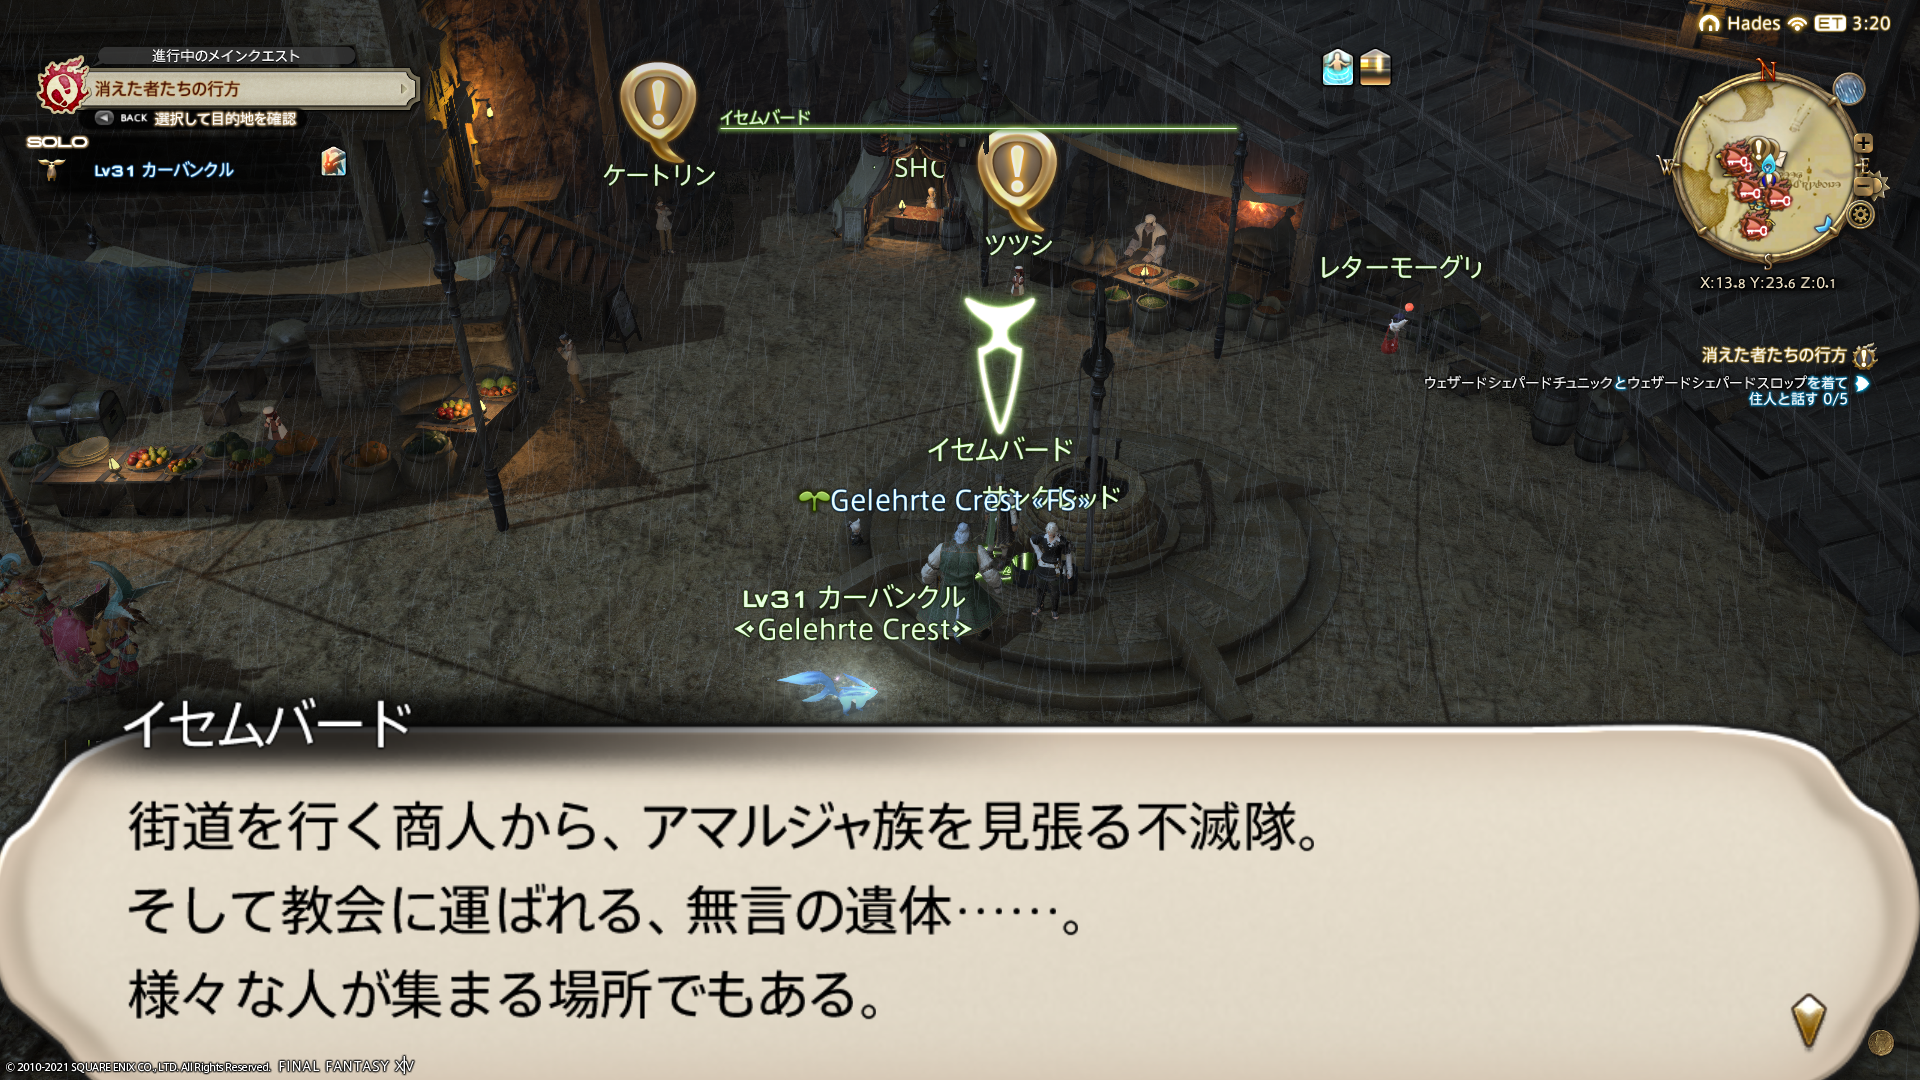 進行中のメインクエスト
消えた者たちの行方
BACK 選択して目的地を確認
SOLO
Lv31 カーバンクル
Hades ET 3:20
N
W
E
S
X:13.8 Y:23.6 Z:0.1
消えた者たちの行方
ウェザードシェパードチュニックとウェザードシェパードスロップを着て
住人と話す 0/5
イセムバード
ケートリン
SHO
ツツシ
レターモーグリ
イセムバード
サンクレッド
Gelehrte Crest «FS»
Lv31 カーバンクル
Gelehrte Crest
イセムバード
街道を行く商人から、アマルジャ族を見張る不滅隊。
そして教会に運ばれる、無言の遺体……。
様々な人が集まる場所でもある。
© 2010-2021 SQUARE ENIX CO., LTD. All Rights Reserved. FINAL FANTASY XIV